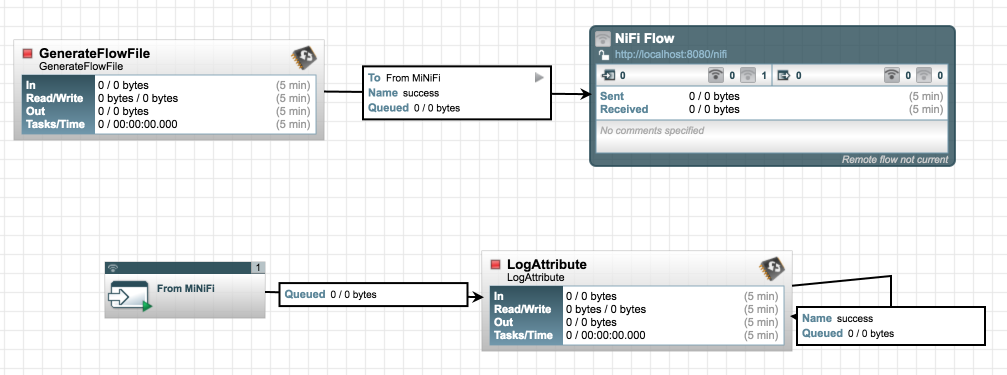 GenerateFlowFile
GenerateFlowFile
In 0 / 0 bytes (5 min)
Read/Write 0 bytes / 0 bytes (5 min)
Out 0 / 0 bytes (5 min)
Tasks/Time 0 / 00:00:00.000 (5 min)
To From MiNiFi
Name success
Queued 0 / 0 bytes
NiFi Flow
http://localhost:8080/nifi
0 0 1 0 0 0
Sent 0 / 0 bytes (5 min)
Received 0 / 0 bytes (5 min)
No comments specified
Remote flow not current
1
From MiNiFi
Queued 0 / 0 bytes
LogAttribute
LogAttribute
In 0 / 0 bytes (5 min)
Read/Write 0 bytes / 0 bytes (5 min)
Out 0 / 0 bytes (5 min)
Tasks/Time 0 / 00:00:00.000 (5 min)
Name success
Queued 0 / 0 bytes